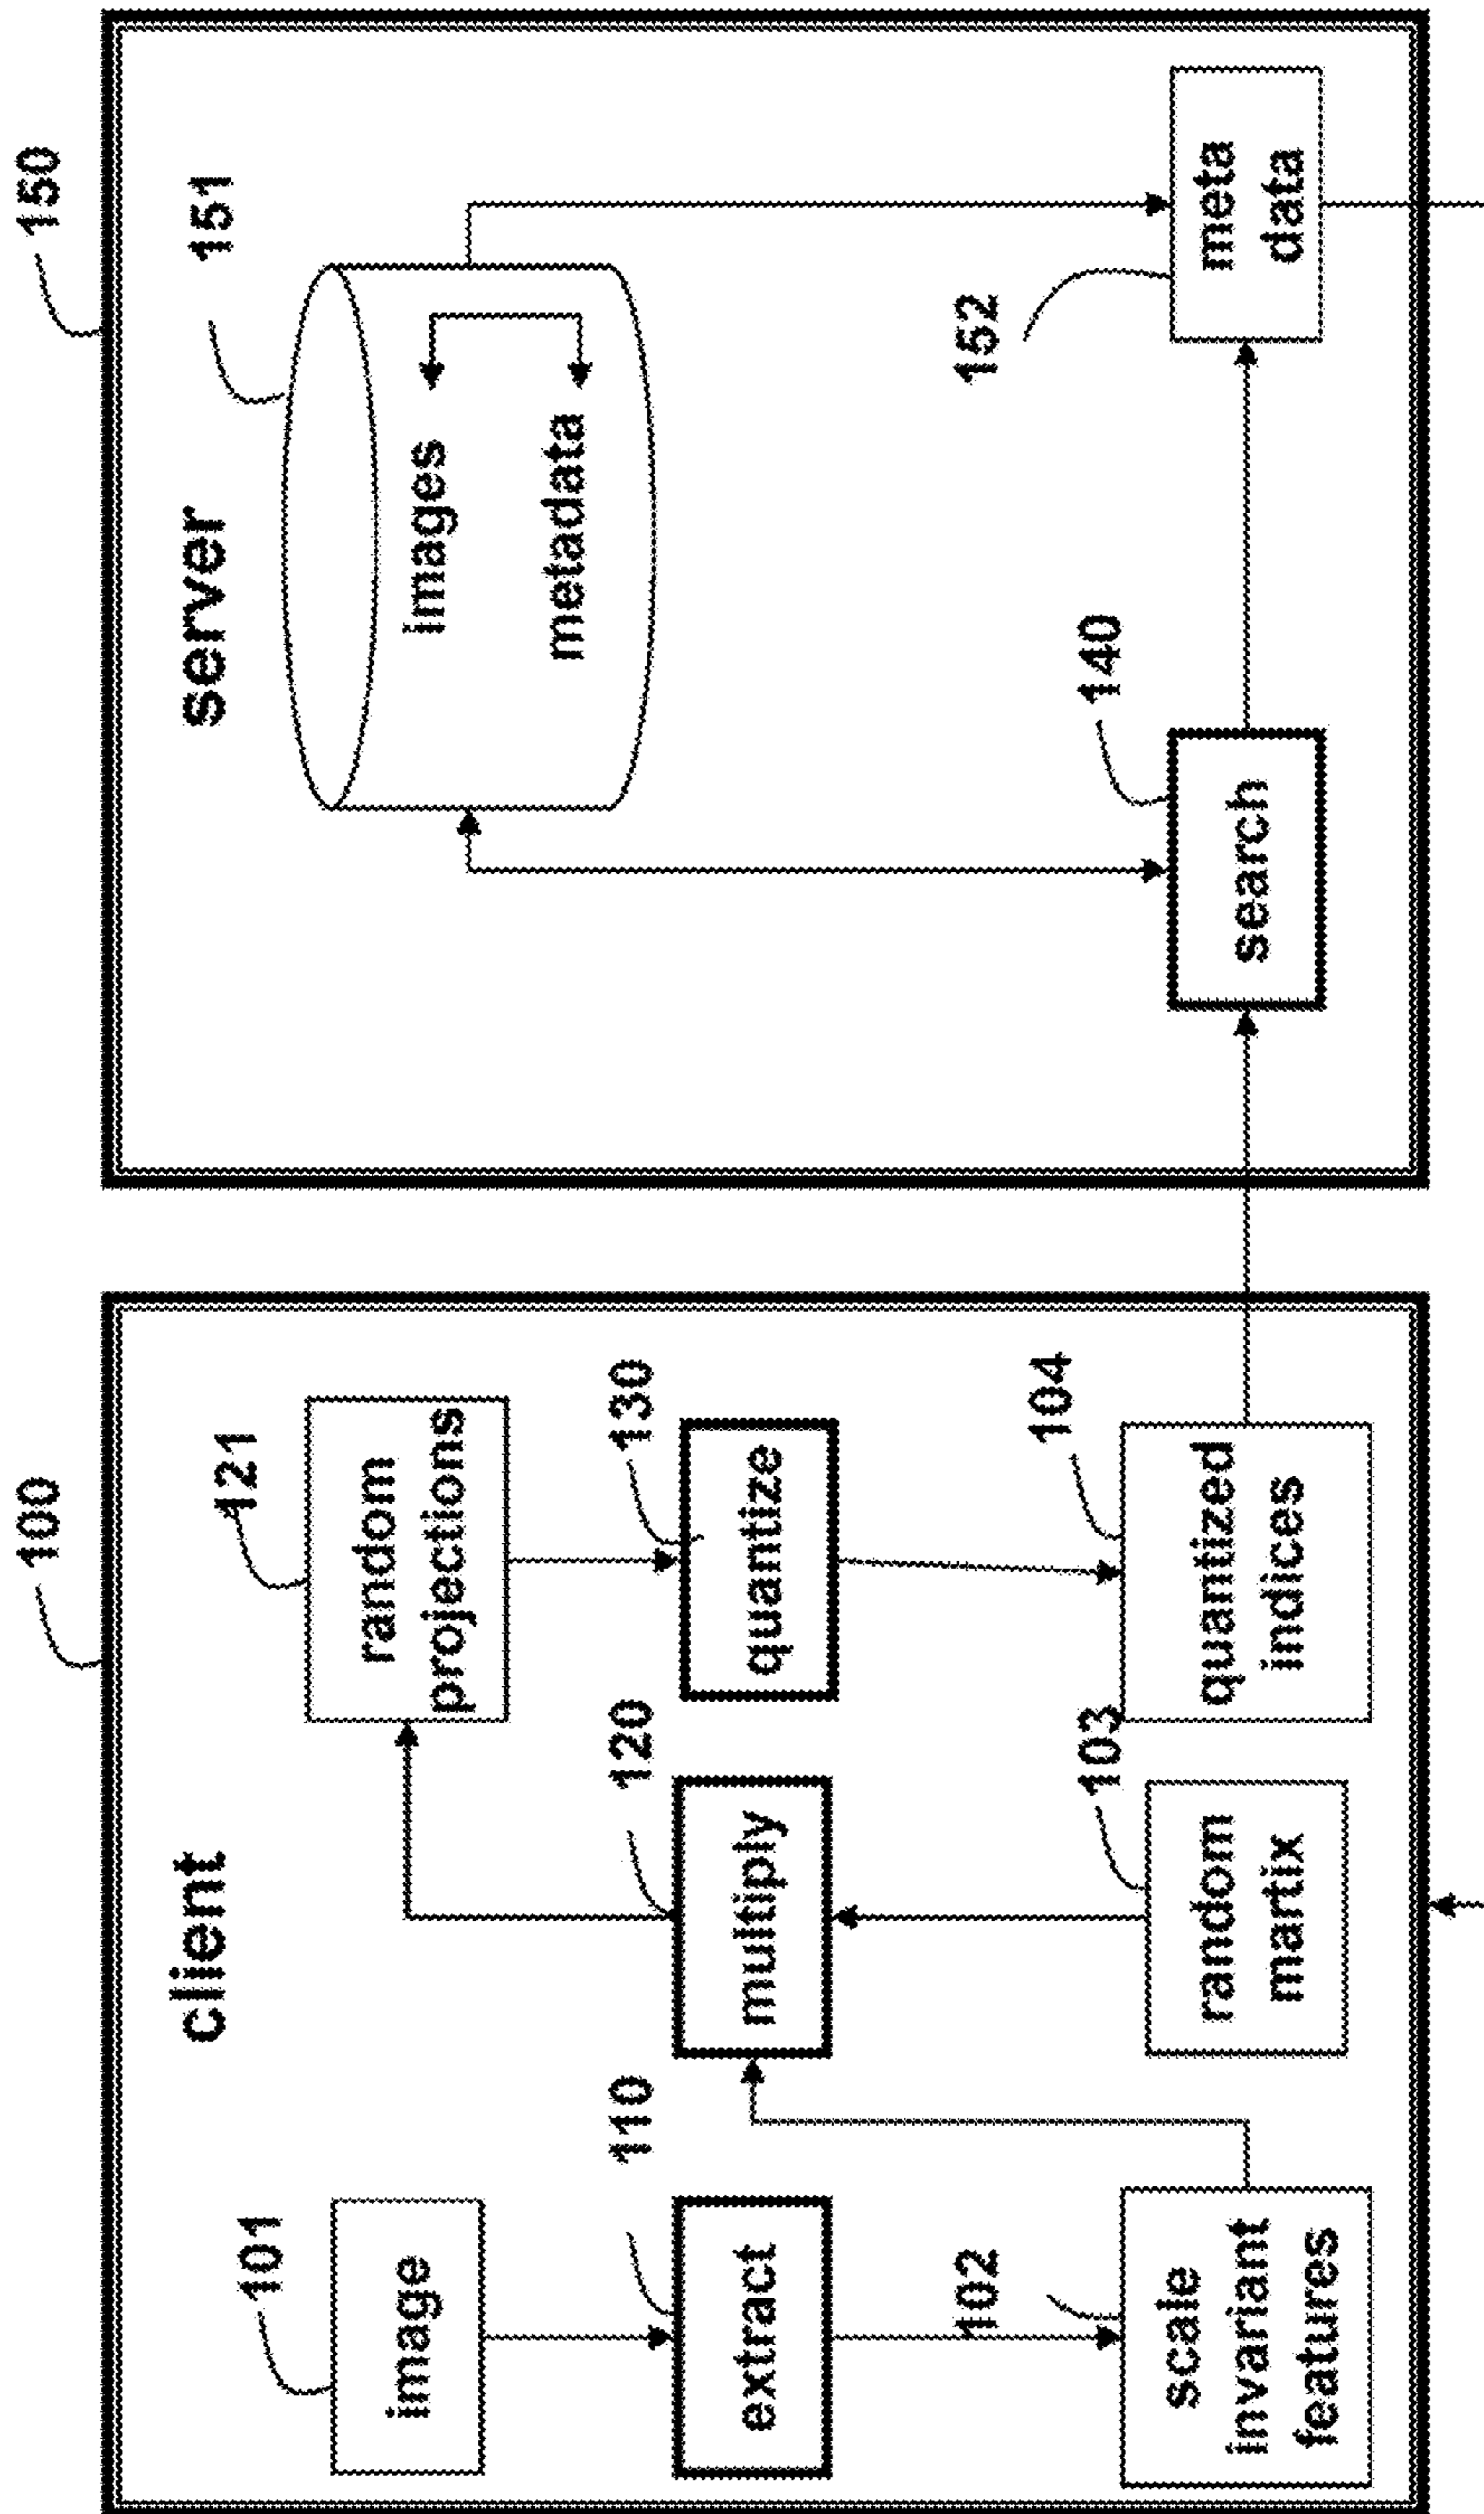 100
client
101
image
110
extract
102
scale
invariant
features
120
multiply
103
random
martix
121
random
projections
130
quantize
104
quantized
indices
150
server
151
images
metadata
140
search
152
meta
data